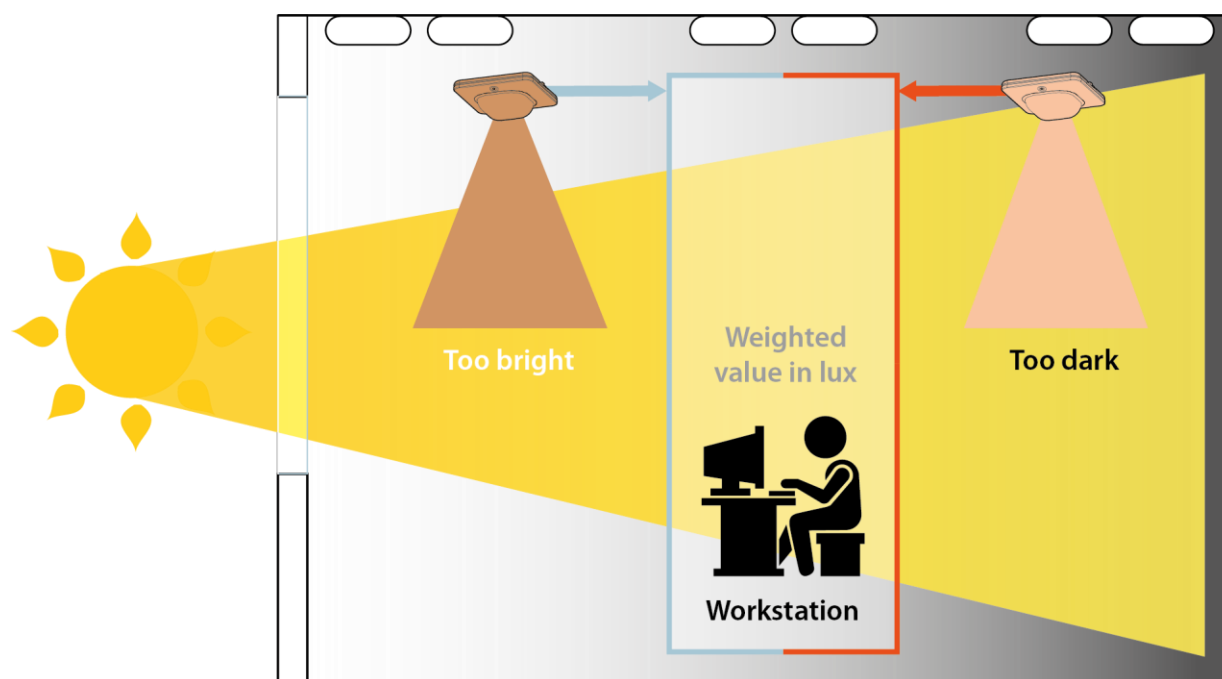 Too bright
Weighted
value in lux
Too dark
Workstation